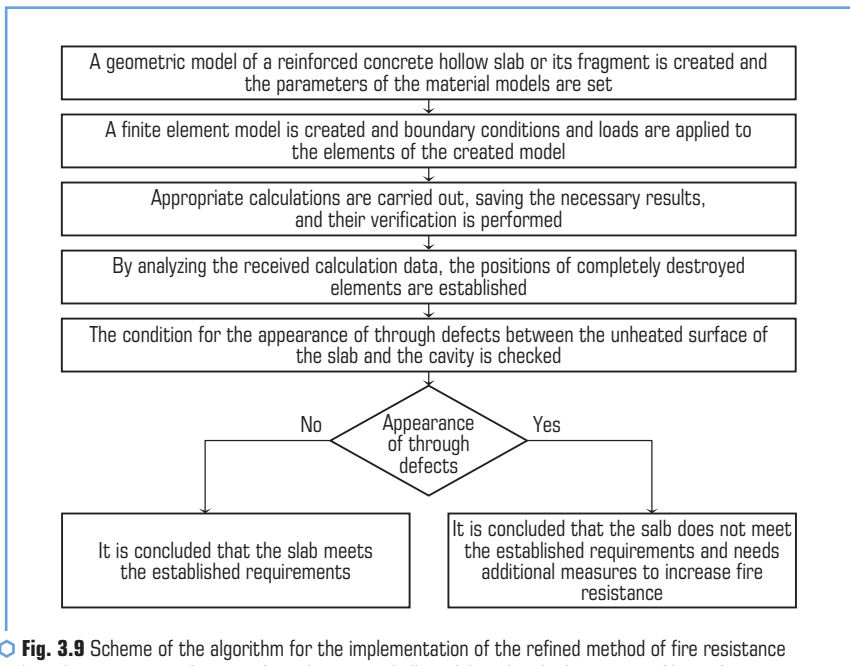 A geometric model of a reinforced concrete hollow slab or its fragment is created and
the parameters of the material models are set
A finite element model is created and boundary conditions and loads are applied to
the elements of the created model
Appropriate calculations are carried out, saving the necessary results,
and their verification is performed
By analyzing the received calculation data, the positions of completely destroyed
elements are established
The condition for the appearance of through defects between the unheated surface of
the slab and the cavity is checked
No
Appearance
of through
defects
Yes
It is concluded that the slab meets
the established requirements
It is concluded that the salb does not meet
the established requirements and needs
additional measures to increase fire
resistance
Fig. 3.9 Scheme of the algorithm for the implementation of the refined method of fire resistance